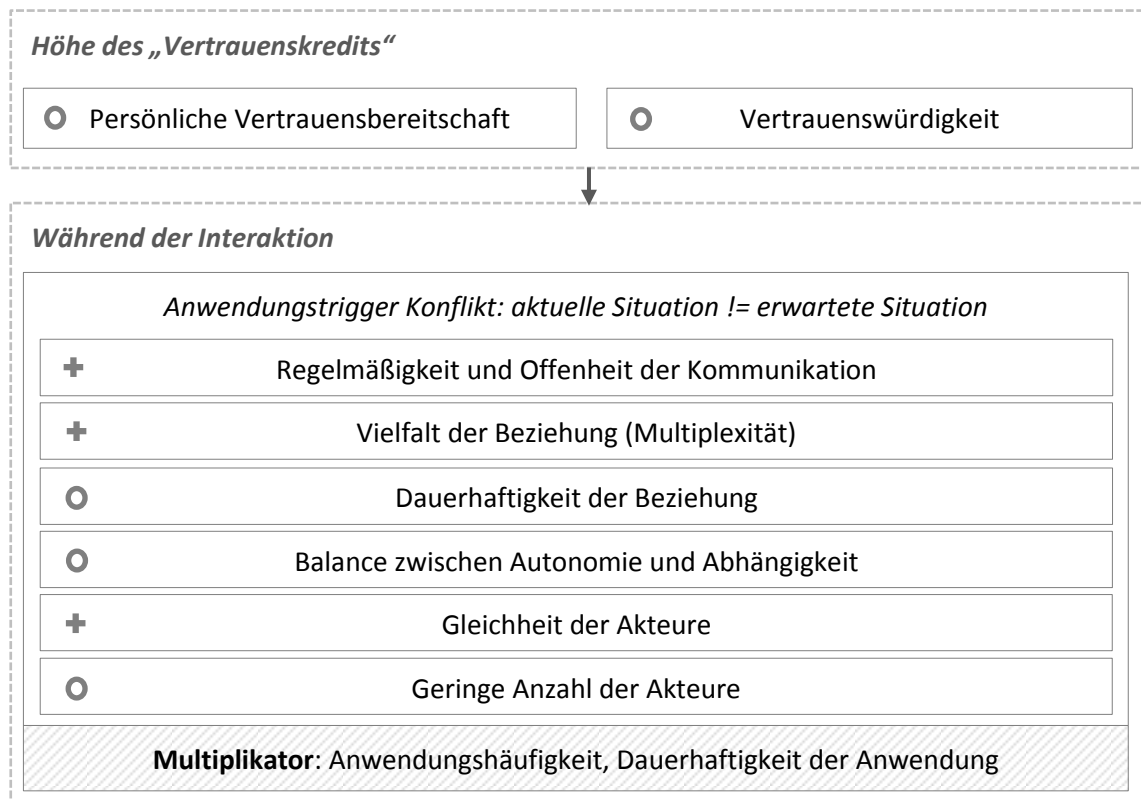 Höhe des „Vertrauenskredits“
Persönliche Vertrauensbereitschaft
Vertrauenswürdigkeit
Während der Interaktion
Anwendungstrigger Konflikt: aktuelle Situation != erwartete Situation
Regelmäßigkeit und Offenheit der Kommunikation
Vielfalt der Beziehung (Multiplexität)
Dauerhaftigkeit der Beziehung
Balance zwischen Autonomie und Abhängigkeit
Gleichheit der Akteure
Geringe Anzahl der Akteure
Multiplikator: Anwendungshäufigkeit, Dauerhaftigkeit der Anwendung